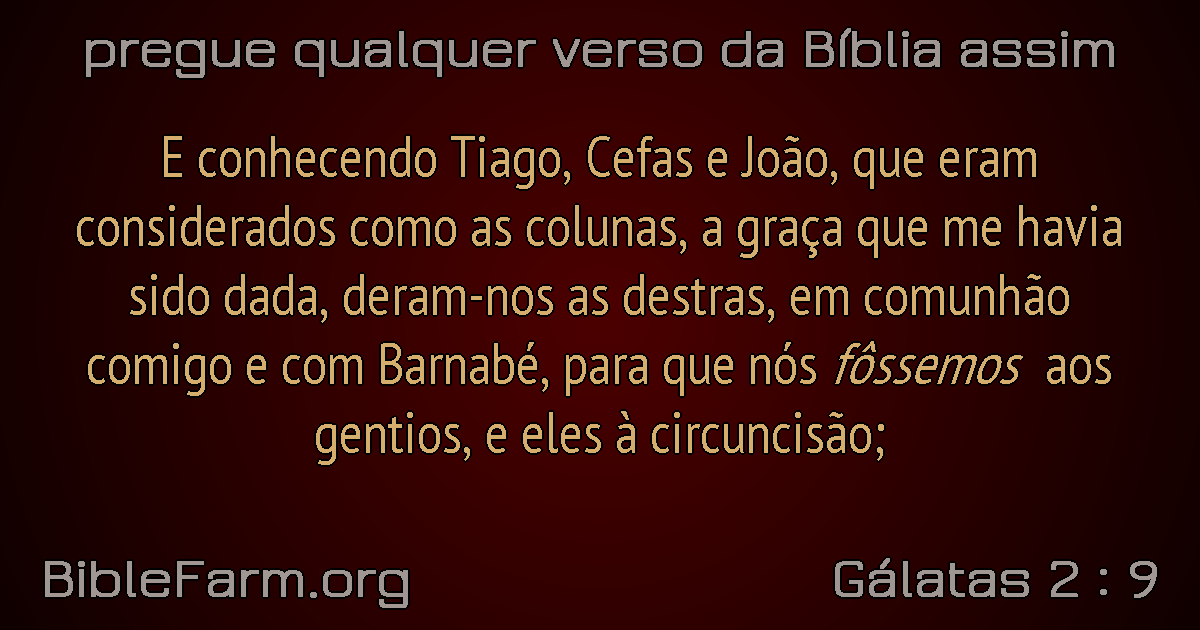 pregue qualquer verso da Bíblia assim
E conhecendo Tiago, Cefas e João, que eram
considerados como as colunas, a graça que me havia
sido dada, deram-nos as destras, em comunhão
comigo e com Barnabé, para que nós fôssemos aos
gentios, e eles à circuncisão;
BibleFarm.org
Gálatas 2 : 9